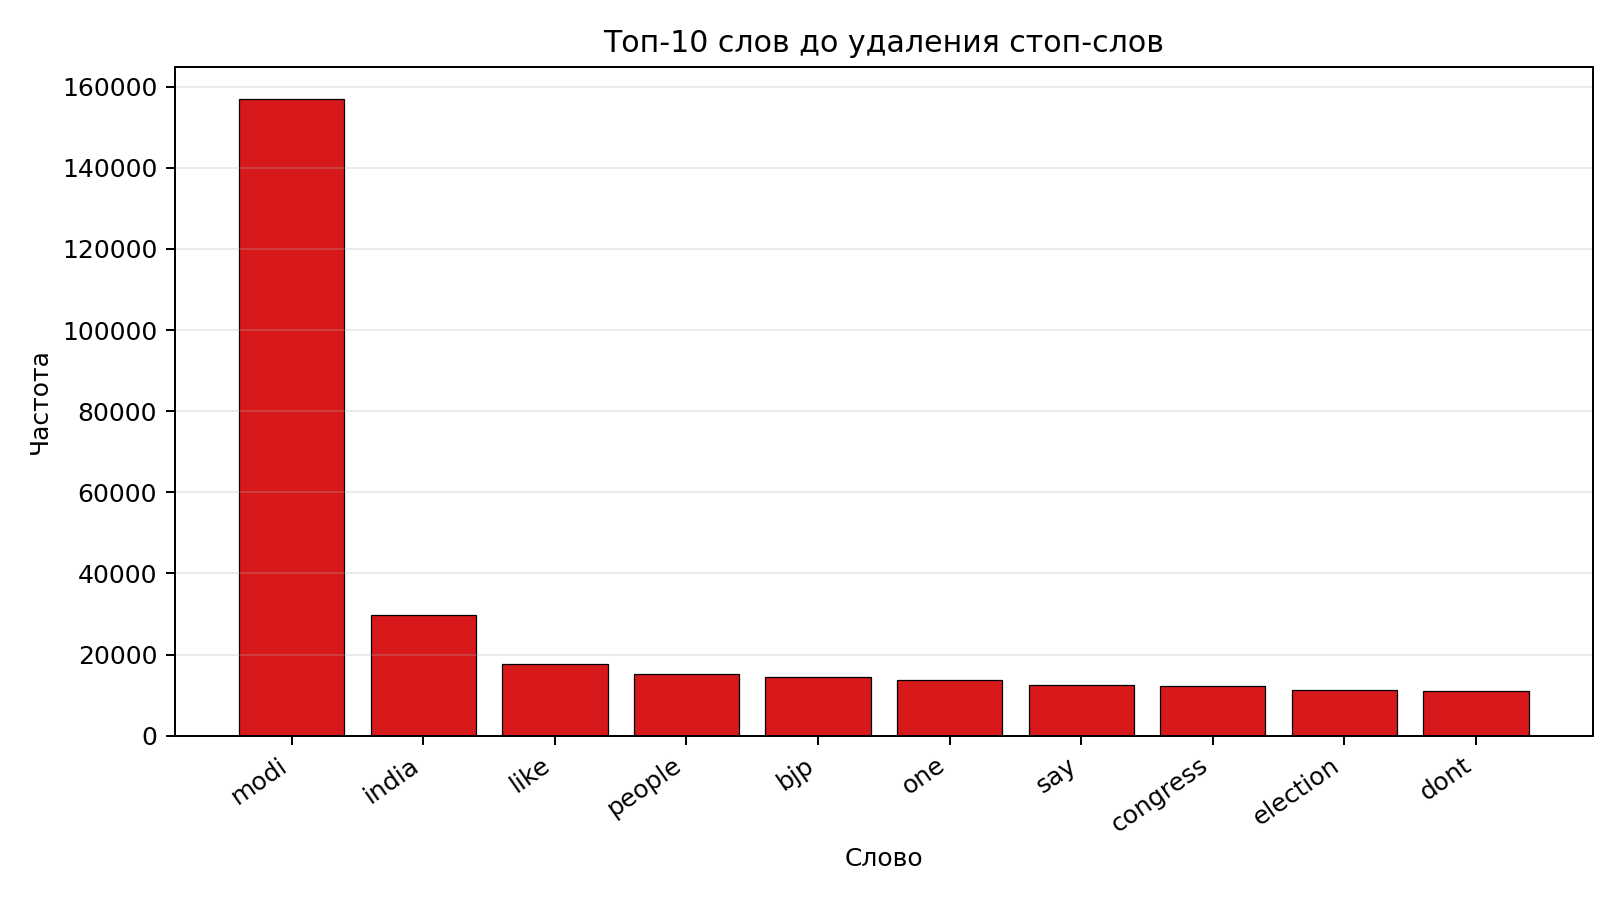 Топ-10 слов до удаления стоп-слов
160000
140000
120000
100000
80000
60000
40000
20000
0
Частота
modi
india
like
people
bjp
one
say
congress
election
dont
Слово